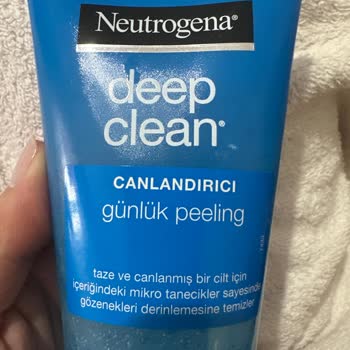 Neutrogena®
deep
clean®
CANLANDIRICI
günlük peeling
taze ve canlanmış bir cilt için
içeriğindeki mikro tanecikler sayesinde
gözenekleri derinlemesine temizler